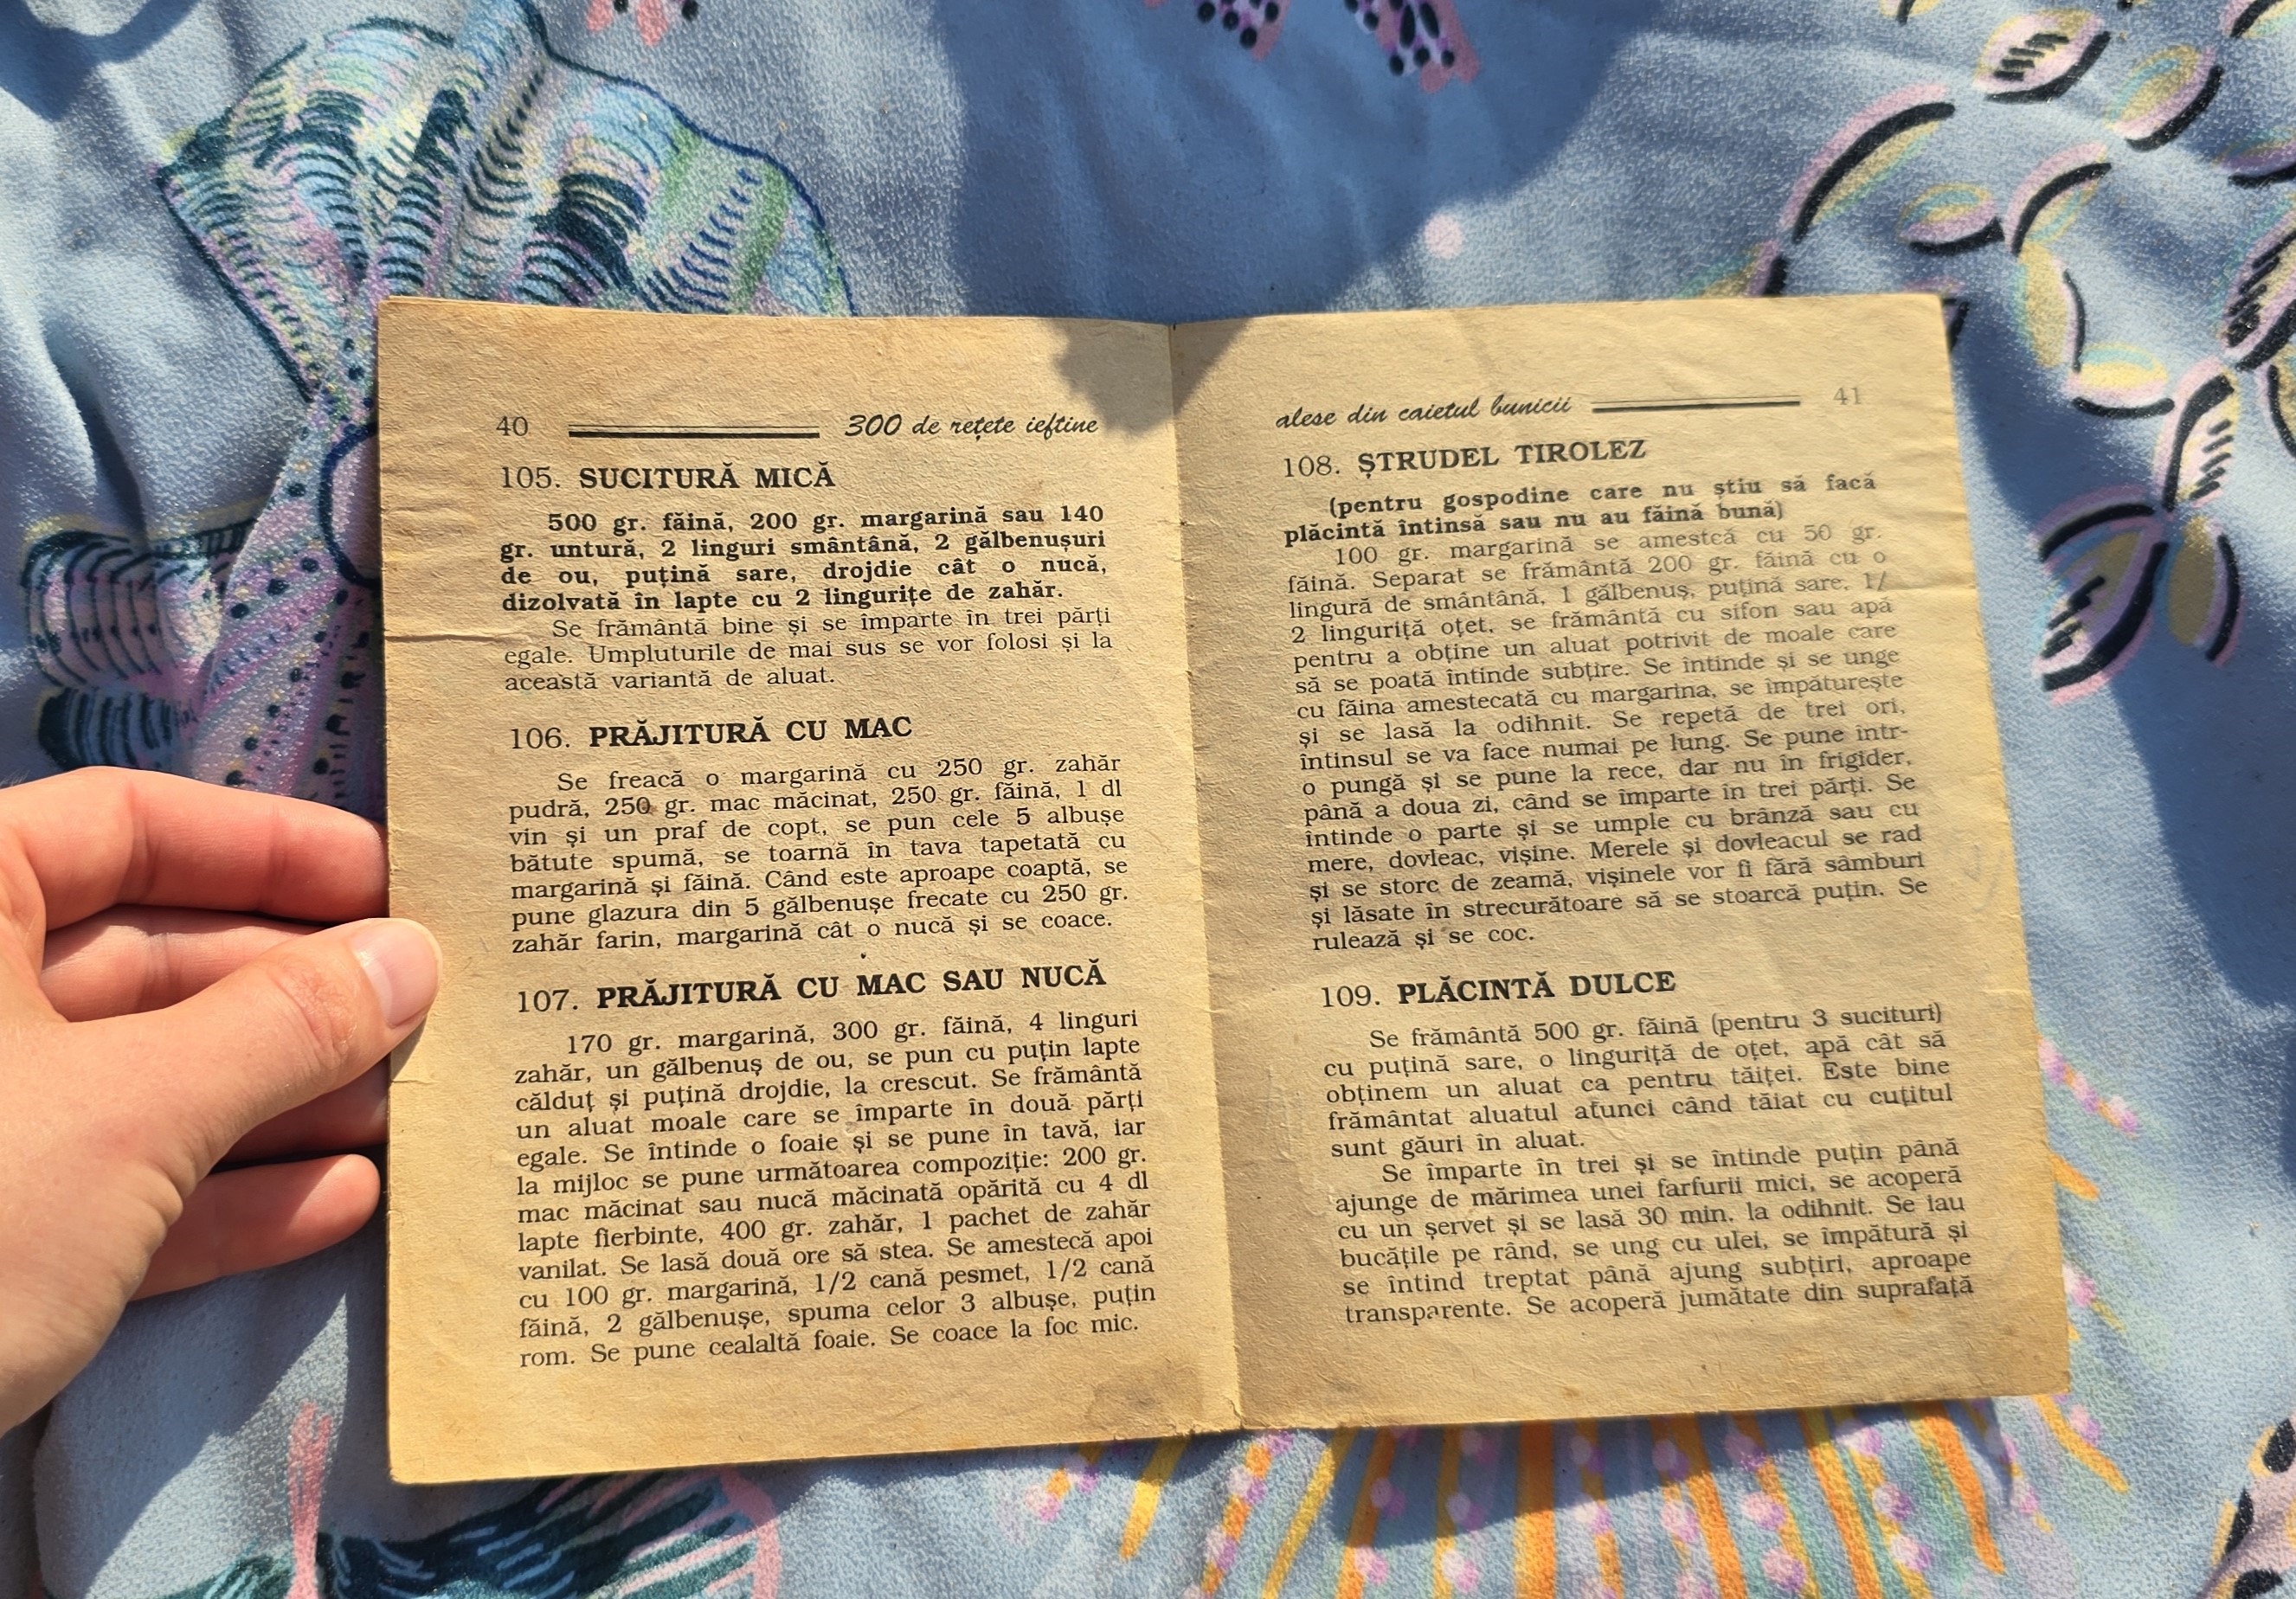 40 300 de rețete ieftine
105. SUCITURĂ MICĂ
500 gr. făină, 200 gr. margarină sau 140
gr. untură, 2 linguri smântână, 2 gălbenușuri
de ou, puțină sare, drojdie cât o nucă,
dizolvată în lapte cu 2 lingurițe de zahăr.
Se frământă bine și se împarte în trei părți
egale. Umpluturile de mai sus se vor folosi și la
această variantă de aluat.
106. PRĂJITURĂ CU MAC
Se freacă o margarină cu 250 gr. zahăr
pudră, 250 gr. mac măcinat, 250 gr. făină, 1 dl
vin și un praf de copt, se pun cele 5 albușe
bătute spumă, se toarnă în tava tapetată cu
margarină și făină. Când este aproape coaptă, se
pune glazura din 5 gălbenușe frecate cu 250 gr.
zahăr farin, margarină cât o nucă și se coace.
107. PRĂJITURĂ CU MAC SAU NUCĂ
170 gr. margarină, 300 gr. făină, 4 linguri
zahăr, un gălbenuș de ou, se pun cu puțin lapte
călduț și puțină drojdie, la crescut. Se frământă
un aluat moale care se împarte în două părți
egale. Se întinde o foaie și se pune în tavă, iar
la mijloc se pune următoarea compoziție: 200 gr.
mac măcinat sau nucă măcinată opărită cu 4 dl
lapte fierbinte, 400 gr. zahăr, 1 pachet de zahăr
vanilat. Se lasă două ore să stea. Se amestecă apoi
cu 100 gr. margarină, 1/2 cană pesmet, 1/2 cană
făină, 2 gălbenușe, spuma celor 3 albușe, puțin
rom. Se pune cealaltă foaie. Se coace la foc mic.
alese din caietul bunicii 41
108. ȘTRUDEL TIROLEZ
(pentru gospodine care nu știu să facă
plăcintă întinsă sau nu au făină bună)
100 gr. margarină se amestcă cu 50 gr.
făină. Separat se frământă 200 gr. făină cu o
lingură de smântână, 1 gălbenuș, puțină sare, 1/
2 linguriță oțet, se frământă cu sifon sau apă
pentru a obține un aluat potrivit de moale care
să se poată întinde subțire. Se întinde și se unge
cu făina amestecată cu margarina, se împăturește
și se lasă la odihnit. Se repetă de trei ori,
întinsul se va face numai pe lung. Se pune într-
o pungă și se pune la rece, dar nu în frigider,
până a doua zi, când se împarte în trei părți. Se
întinde o parte și se umple cu brânză sau cu
mere, dovleac, vișine. Merele și dovleacul se rad
și se storc de zeamă, vișinele vor fi fără sâmburi
și lăsate în strecurătoare să se stoarcă puțin. Se
rulează și se coc.
109. PLĂCINTĂ DULCE
Se frământă 500 gr. făină (pentru 3 sucituri)
cu puțină sare, o linguriță de oțet, apă cât să
obținem un aluat ca pentru tăiței. Este bine
frământat aluatul atunci când tăiat cu cuțitul
sunt găuri în aluat.
Se împarte în trei și se întinde puțin până
ajunge de mărimea unei farfurii mici, se acoperă
cu un șervet și se lasă 30 min. la odihnit. Se iau
bucățile pe rând, se ung cu ulei, se împătură și
se întind treptat până ajung subțiri, aproape
transparente. Se acoperă jumătate din suprafață